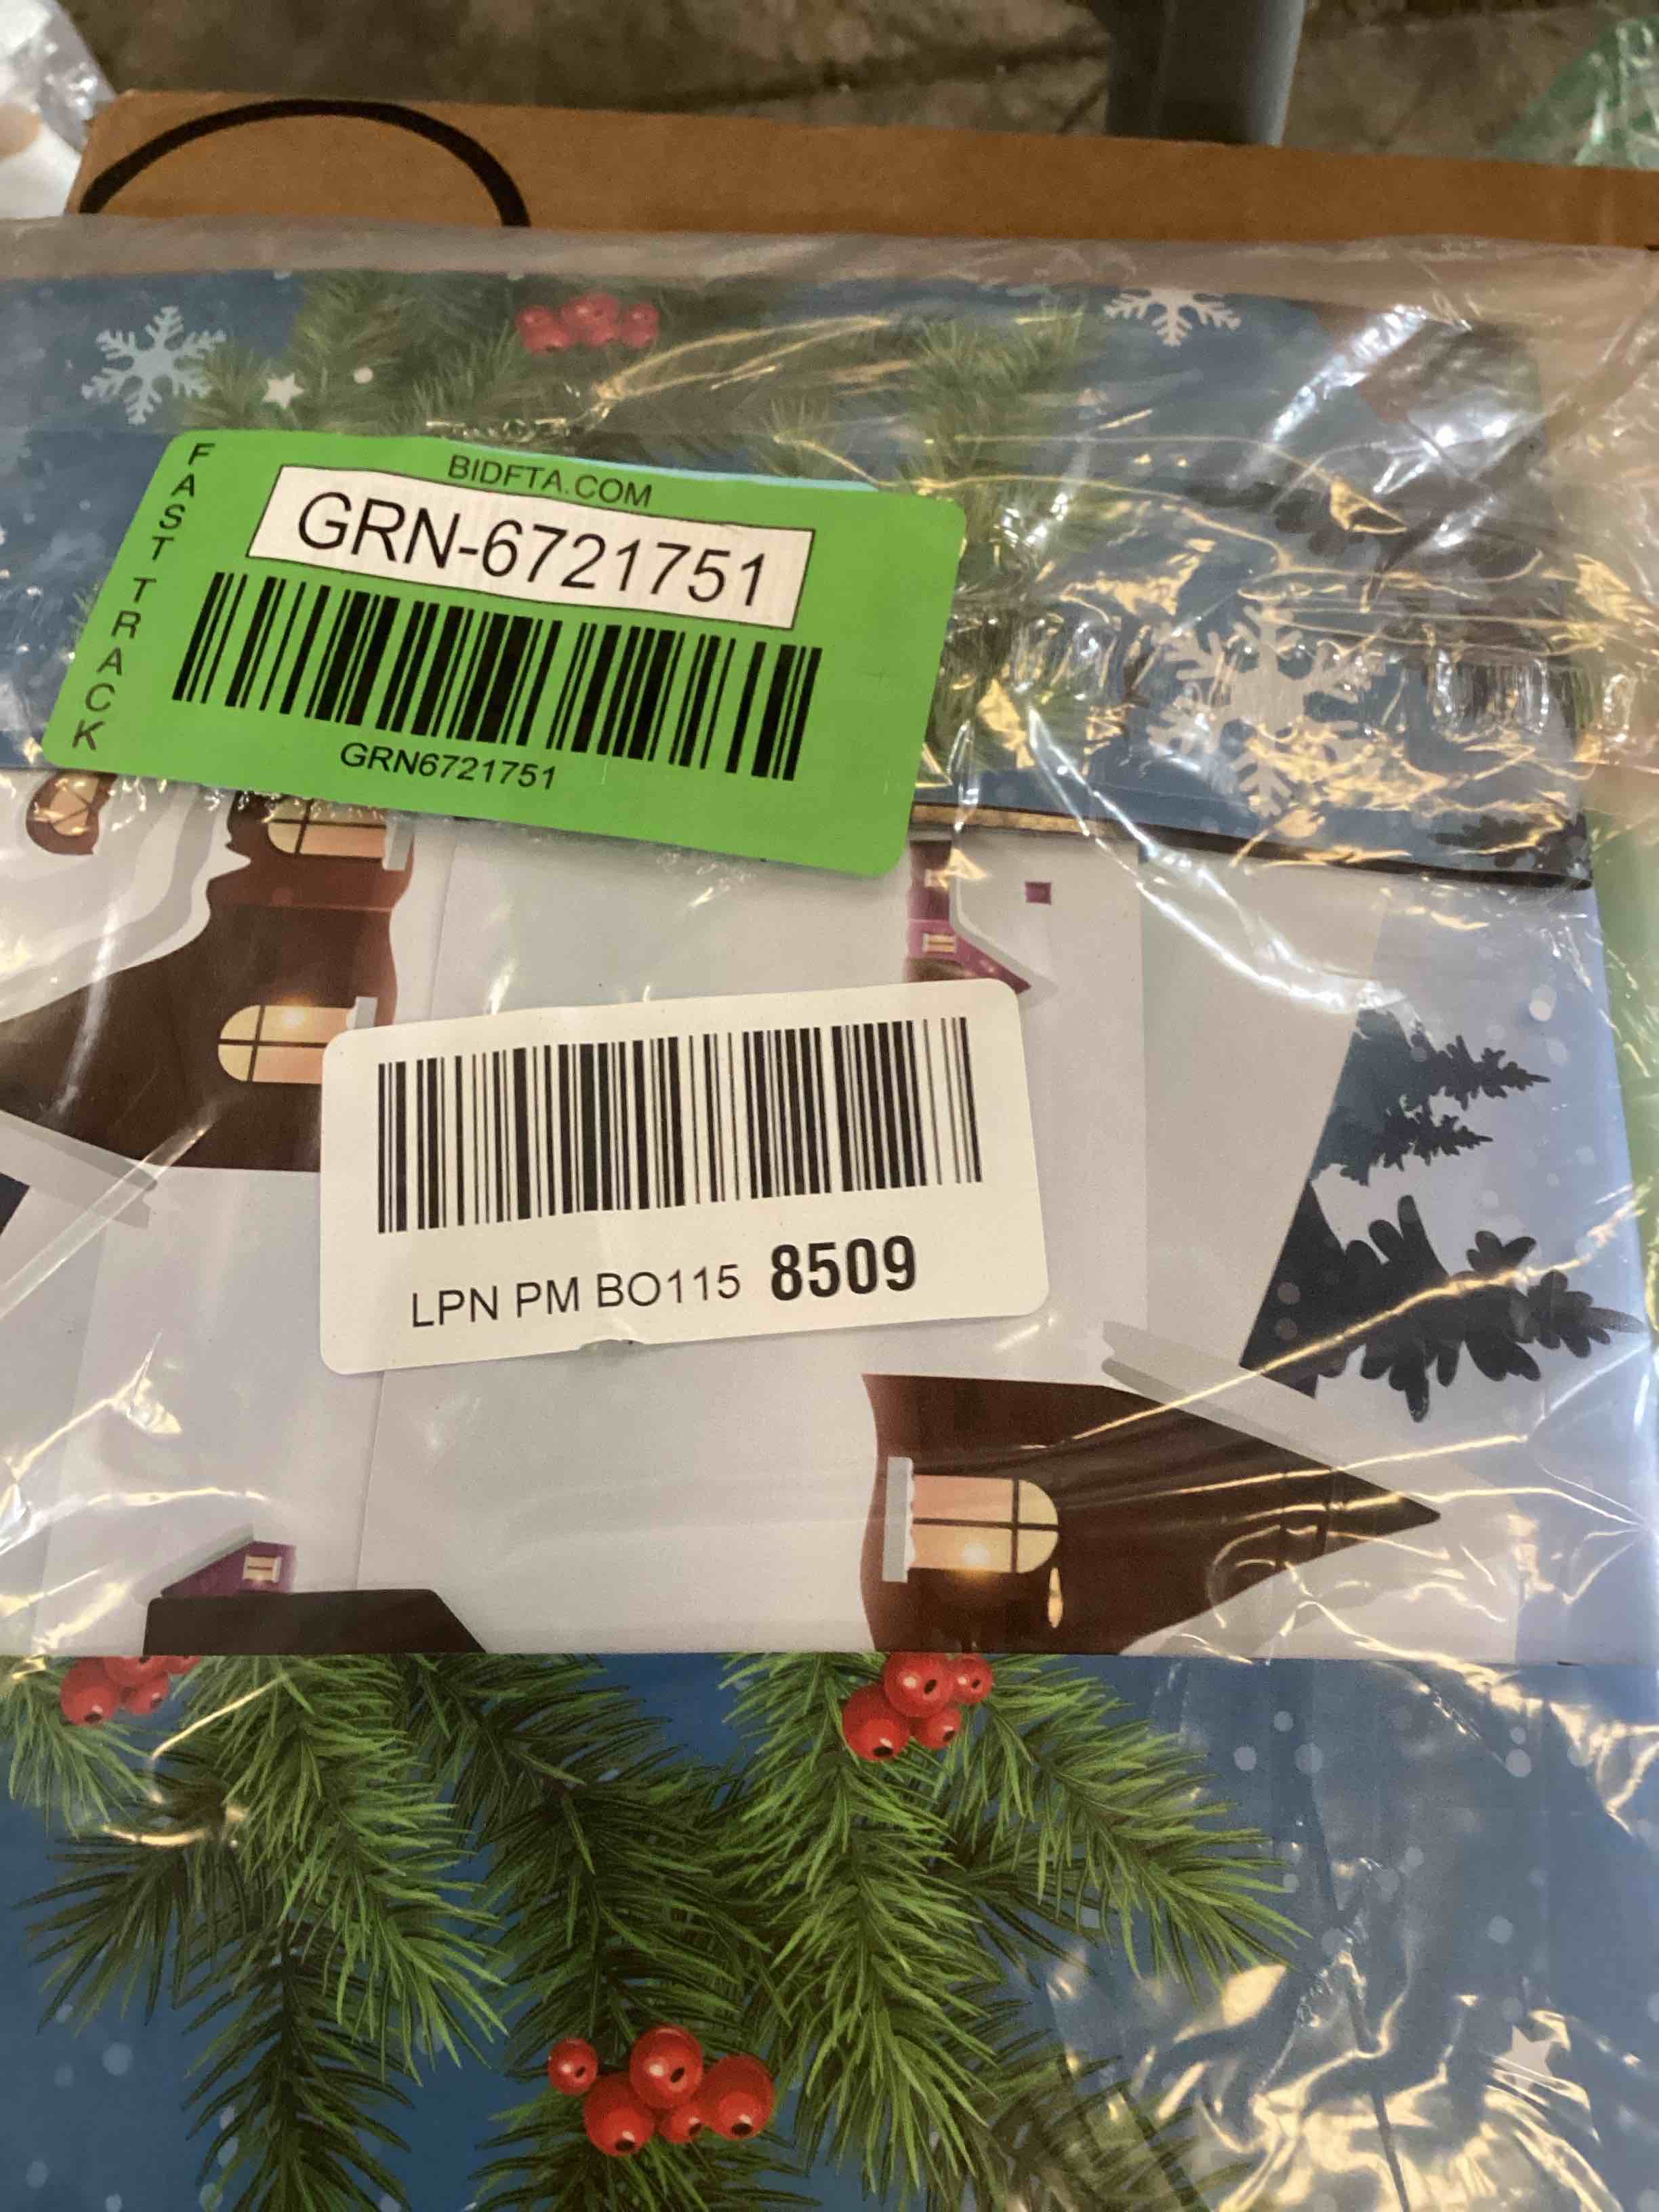 FAST TRACK
BIDFTA.COM
GRN-6721751
GRN6721751
LPN PM BO115 8509